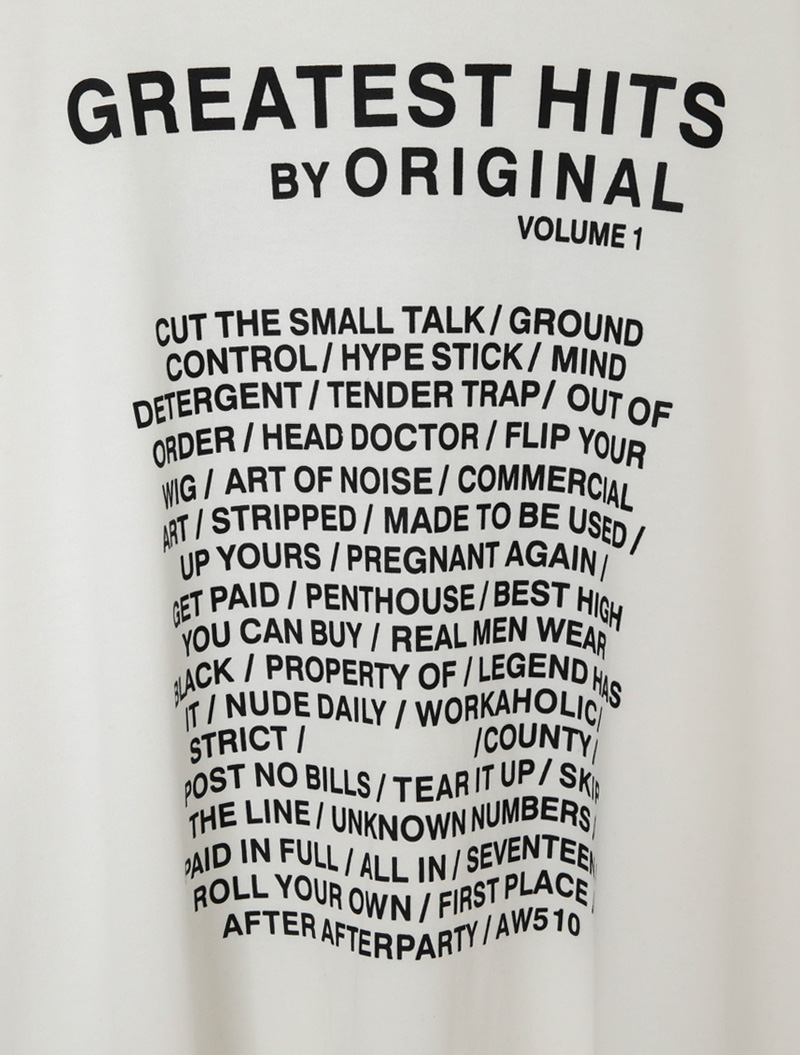 GREATEST HITS
BY ORIGINAL
VOLUME 1
CUT THE SMALL TALK / GROUND
CONTROL / HYPE STICK / MIND
DETERGENT / TENDER TRAP / OUT OF
ORDER / HEAD DOCTOR / FLIP YOUR
WIG / ART OF NOISE / COMMERCIAL
ART / STRIPPED / MADE TO BE USED /
UP YOURS / PREGNANT AGAIN /
GET PAID / PENTHOUSE / BEST HIGH
YOU CAN BUY / REAL MEN WEAR
BLACK / PROPERTY OF / LEGEND HAS
IT / NUDE DAILY / WORKAHOLIC /
STRICT / /COUNTY /
POST NO BILLS / TEAR IT UP / SKIP
THE LINE / UNKNOWN NUMBERS /
PAID IN FULL / ALL IN / SEVENTEEN
ROLL YOUR OWN / FIRST PLACE /
AFTER AFTERPARTY / AW510